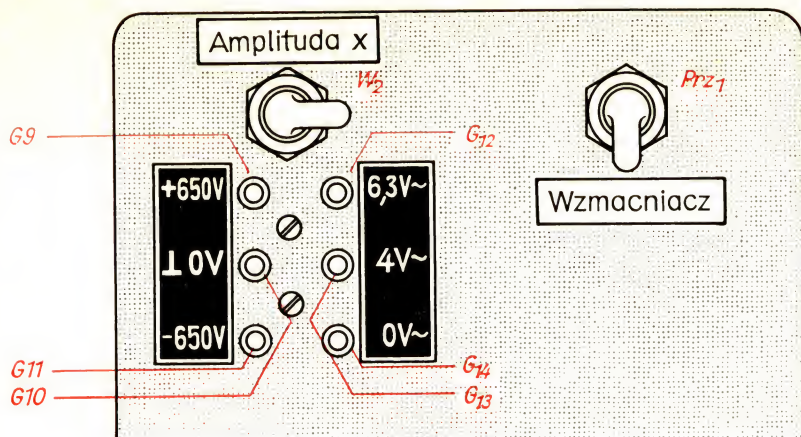 Amplituda x
W₂
Prz₁
G9
G₁₂
+650V
6,3V~
Wzmacniacz
⊥ 0V
4V~
-650V
0V~
G11
G₁₄
G10
G₁₃